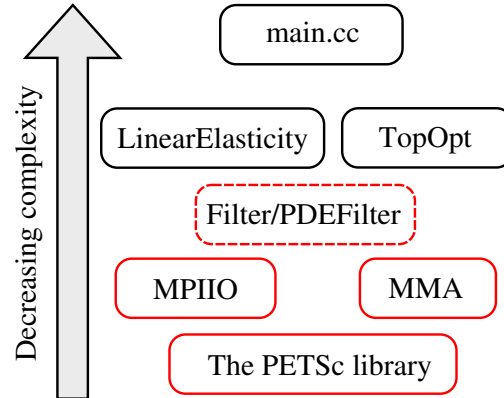 main.cc
LinearElasticity
TopOpt
Filter/PDEFilter
MPIIO
MMA
The PETSc library
Decreasing complexity